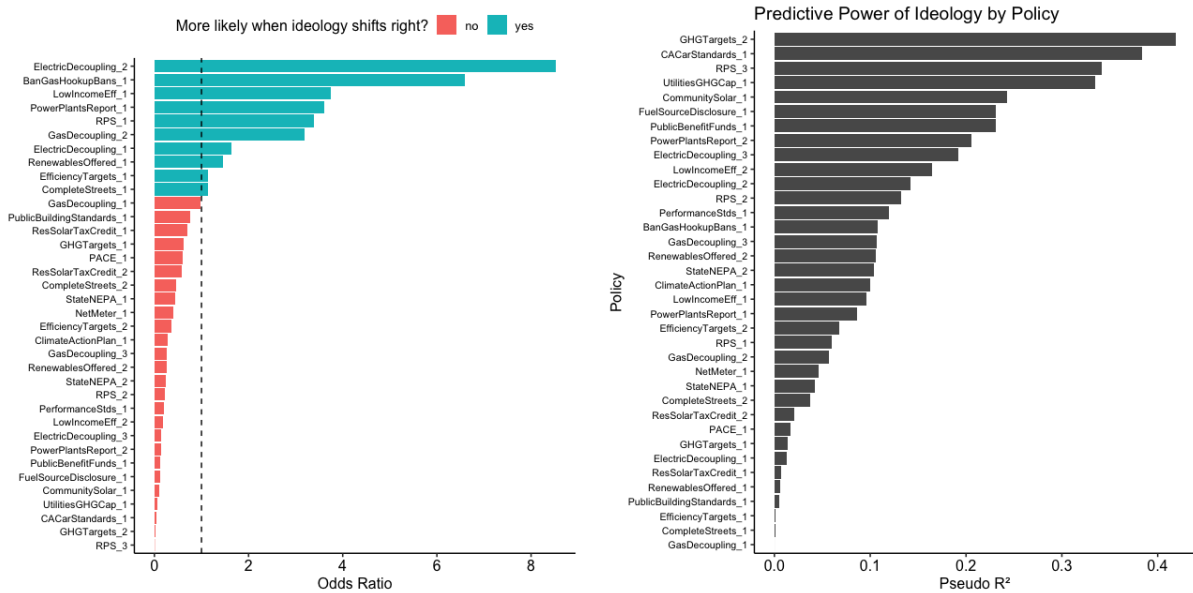 More likely when ideology shifts right? no yes
ElectricDecoupling_2
BanGasHookupBans_1
LowIncomeEff_1
PowerPlantsReport_1
RPS_1
GasDecoupling_2
ElectricDecoupling_1
RenewablesOffered_1
EfficiencyTargets_1
CompleteStreets_1
GasDecoupling_1
PublicBuildingStandards_1
ResSolarTaxCredit_1
GHGTargets_1
PACE_1
ResSolarTaxCredit_2
CompleteStreets_2
StateNEPA_1
NetMeter_1
EfficiencyTargets_2
ClimateActionPlan_1
GasDecoupling_3
RenewablesOffered_2
StateNEPA_2
RPS_2
PerformanceStds_1
LowIncomeEff_2
ElectricDecoupling_3
PowerPlantsReport_2
PublicBenefitFunds_1
FuelSourceDisclosure_1
CommunitySolar_1
UtilitiesGHGCap_1
CACarStandards_1
GHGTargets_2
RPS_3
0 2 4 6 8
Odds Ratio
Predictive Power of Ideology by Policy
Policy
GHGTargets_2
CACarStandards_1
RPS_3
UtilitiesGHGCap_1
CommunitySolar_1
FuelSourceDisclosure_1
PublicBenefitFunds_1
PowerPlantsReport_2
ElectricDecoupling_3
LowIncomeEff_2
ElectricDecoupling_2
RPS_2
PerformanceStds_1
BanGasHookupBans_1
GasDecoupling_3
RenewablesOffered_2
StateNEPA_2
ClimateActionPlan_1
LowIncomeEff_1
PowerPlantsReport_1
EfficiencyTargets_2
RPS_1
GasDecoupling_2
NetMeter_1
StateNEPA_1
CompleteStreets_2
ResSolarTaxCredit_2
PACE_1
GHGTargets_1
ElectricDecoupling_1
ResSolarTaxCredit_1
RenewablesOffered_1
PublicBuildingStandards_1
EfficiencyTargets_1
CompleteStreets_1
GasDecoupling_1
0.0 0.1 0.2 0.3 0.4
Pseudo R²